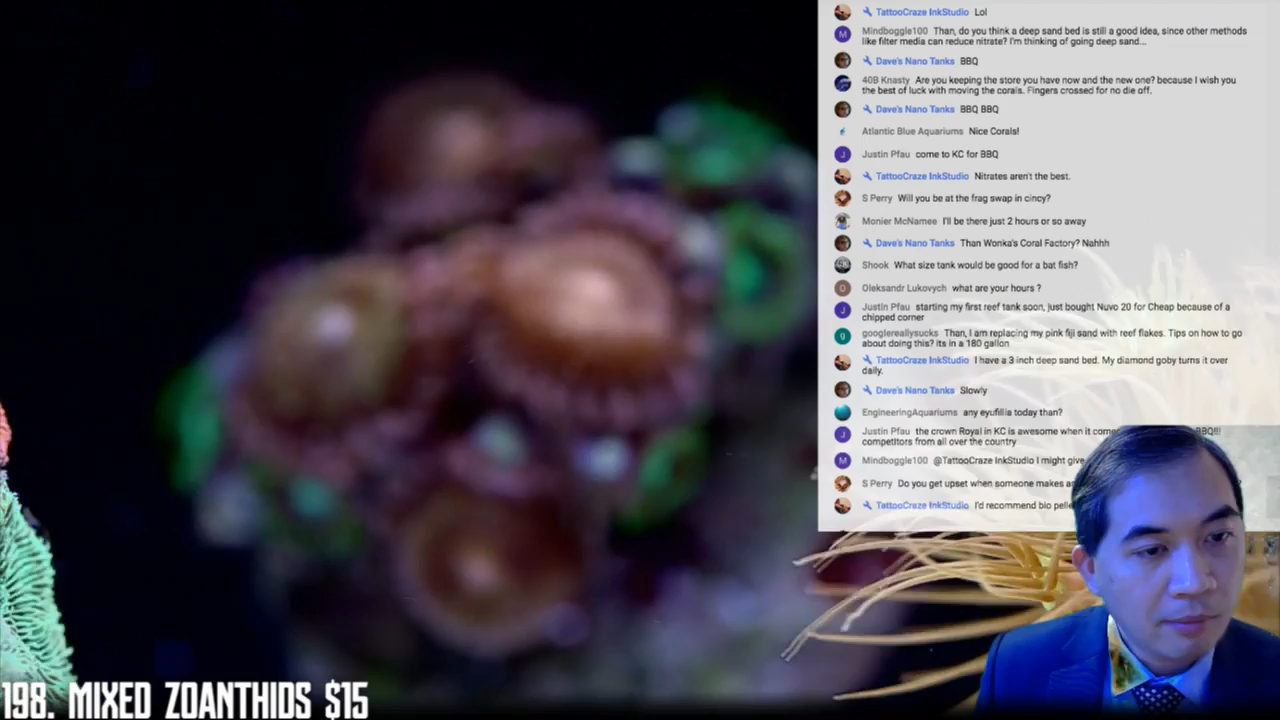 TattooCraze InkStudio Lol
M Mindboggle100 Than, do you think a deep sand bed is still a good idea, since other methods
like filter media can reduce nitrate? I'm thinking of going deep sand...
Dave's Nano Tanks BBQ
40B Knasty Are you keeping the store you have now and the new one? because I wish you
the best of luck with moving the corals. Fingers crossed for no die off.
Dave's Nano Tanks BBQ BBQ
Atlantic Blue Aquariums Nice Corals!
J Justin Pfau come to KC for BBQ
TattooCraze InkStudio Nitrates aren't the best.
S Perry Will you be at the frag swap in cincy?
Monier McNamee I'll be there just 2 hours or so away
Dave's Nano Tanks Than Wonka's Coral Factory? Nahhh
Shook What size tank would be good for a bat fish?
O Oleksandr Lukovych what are your hours ?
J Justin Pfau starting my first reef tank soon, just bought Nuvo 20 for Cheap because of a
chipped corner
g googlereallysucks Than, I am replacing my pink fiji sand with reef flakes. Tips on how to go
about doing this? its in a 180 gallon
TattooCraze InkStudio I have a 3 inch deep sand bed. My diamond goby turns it over
daily.
Dave's Nano Tanks Slowly
EngineeringAquariums any eyufillia today than?
J Justin Pfau the crown Royal in KC is awesome when it BBQ!!!
competitors from all over the country
M Mindboggle100 @TattooCraze InkStudio I might give
S Perry Do you get upset when someone makes
TattooCraze InkStudio I'd recommend bio
198. MIXED ZOANTHIDS $15